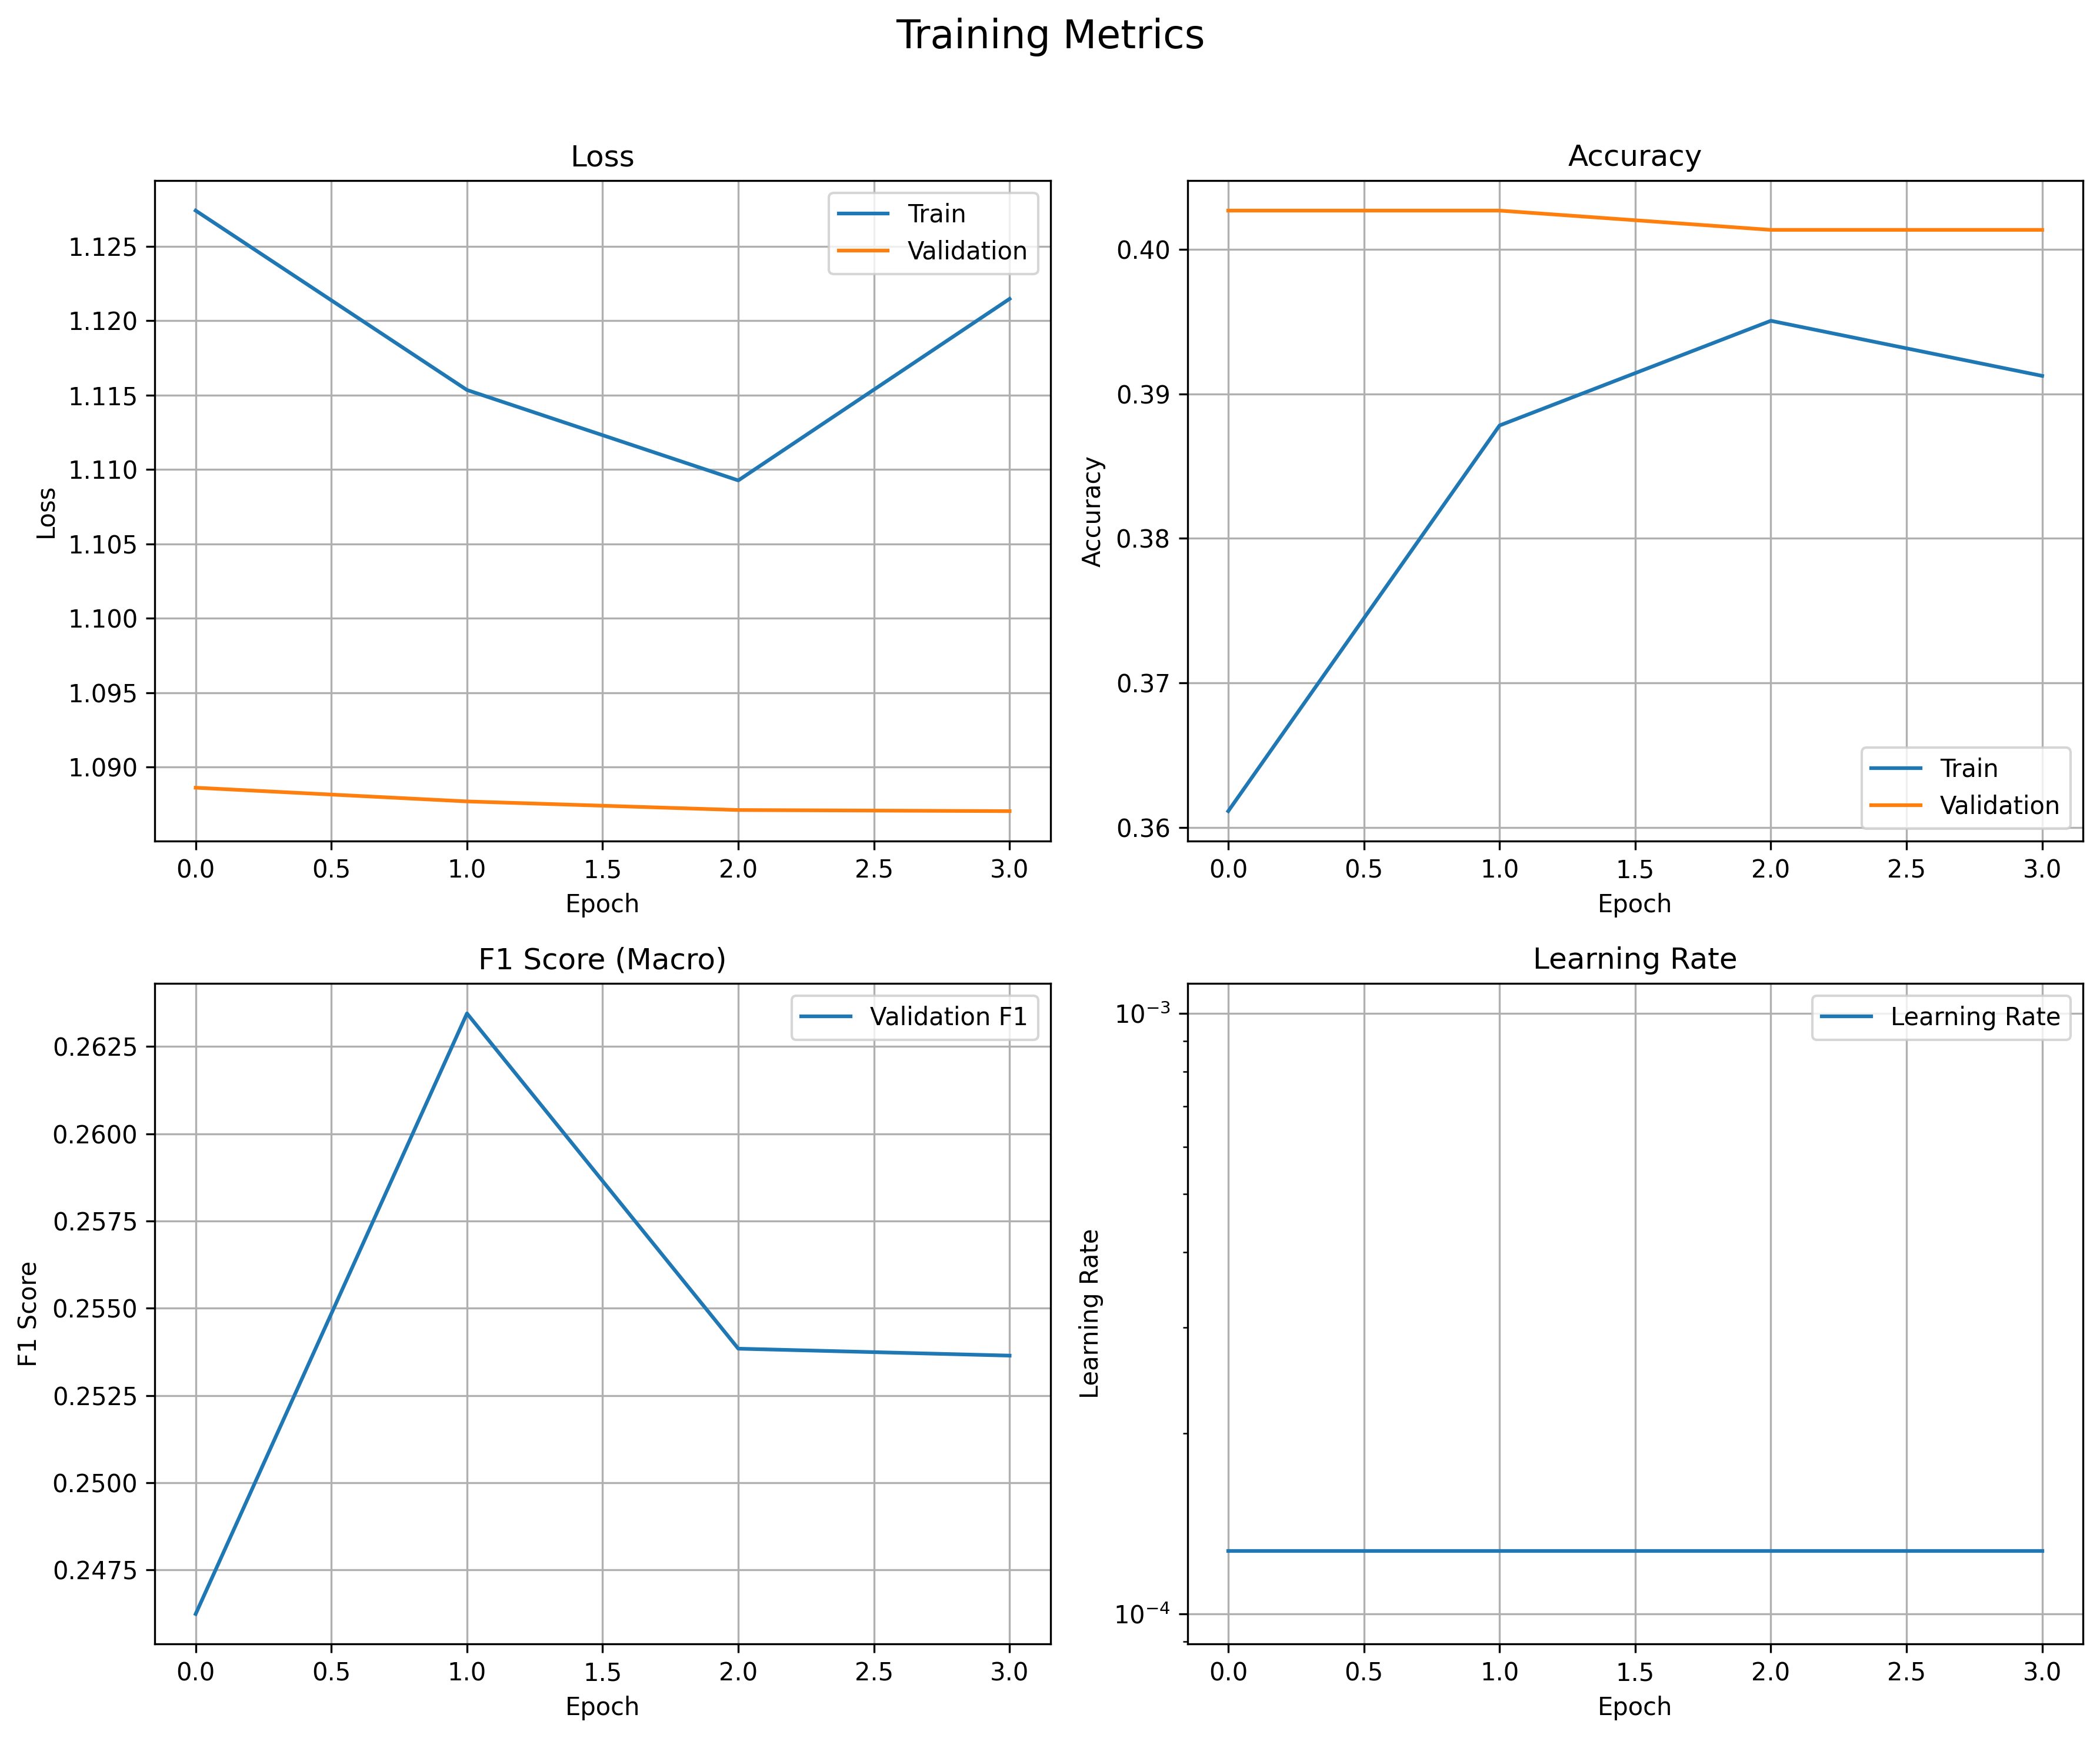 Training Metrics
Loss
Train
Validation
1.125
1.120
1.115
1.110
1.105
1.100
1.095
1.090
Loss
0.0 0.5 1.0 1.5 2.0 2.5 3.0
Epoch
Accuracy
0.40
0.39
0.38
0.37
0.36
Accuracy
Train
Validation
0.0 0.5 1.0 1.5 2.0 2.5 3.0
Epoch
F1 Score (Macro)
Validation F1
0.2625
0.2600
0.2575
0.2550
0.2525
0.2500
0.2475
F1 Score
0.0 0.5 1.0 1.5 2.0 2.5 3.0
Epoch
Learning Rate
Learning Rate
10⁻³
10⁻⁴
Learning Rate
0.0 0.5 1.0 1.5 2.0 2.5 3.0
Epoch